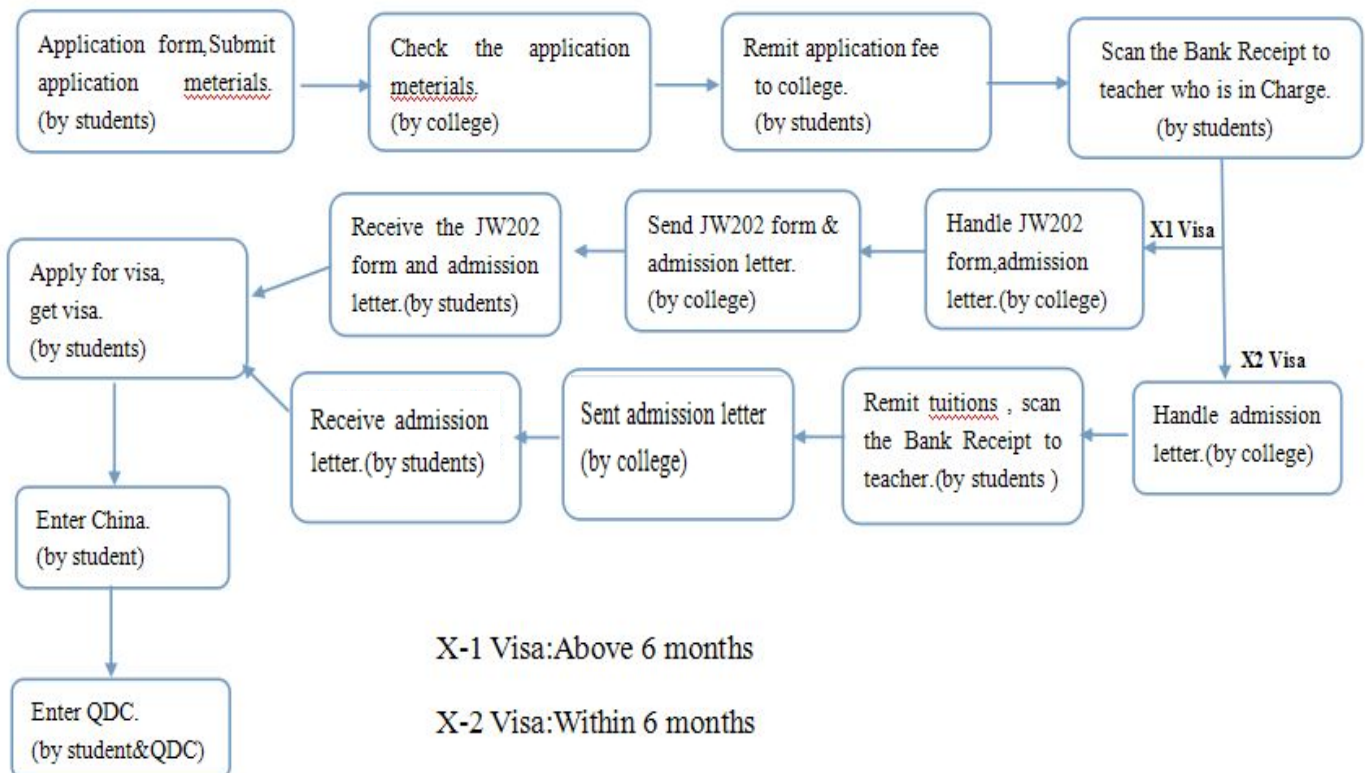 Application form,Submit
application meterials.
(by students)
Check the application
meterials.
(by college)
Remit application fee
to college.
(by students)
Scan the Bank Receipt to
teacher who is in Charge.
(by students)
X1 Visa
Handle JW202
form,admission
letter.(by college)
Send JW202 form &
admission letter.
(by college)
Receive the JW202
form and admission
letter.(by students)
Apply for visa,
get visa.
(by students)
X2 Visa
Handle admission
letter.(by college)
Remit tuitions , scan
the Bank Receipt to
teacher.(by students )
Sent admission letter
(by college)
Receive admission
letter.(by students)
Enter China.
(by student)
Enter QDC.
(by student&QDC)
X-1 Visa:Above 6 months
X-2 Visa:Within 6 months